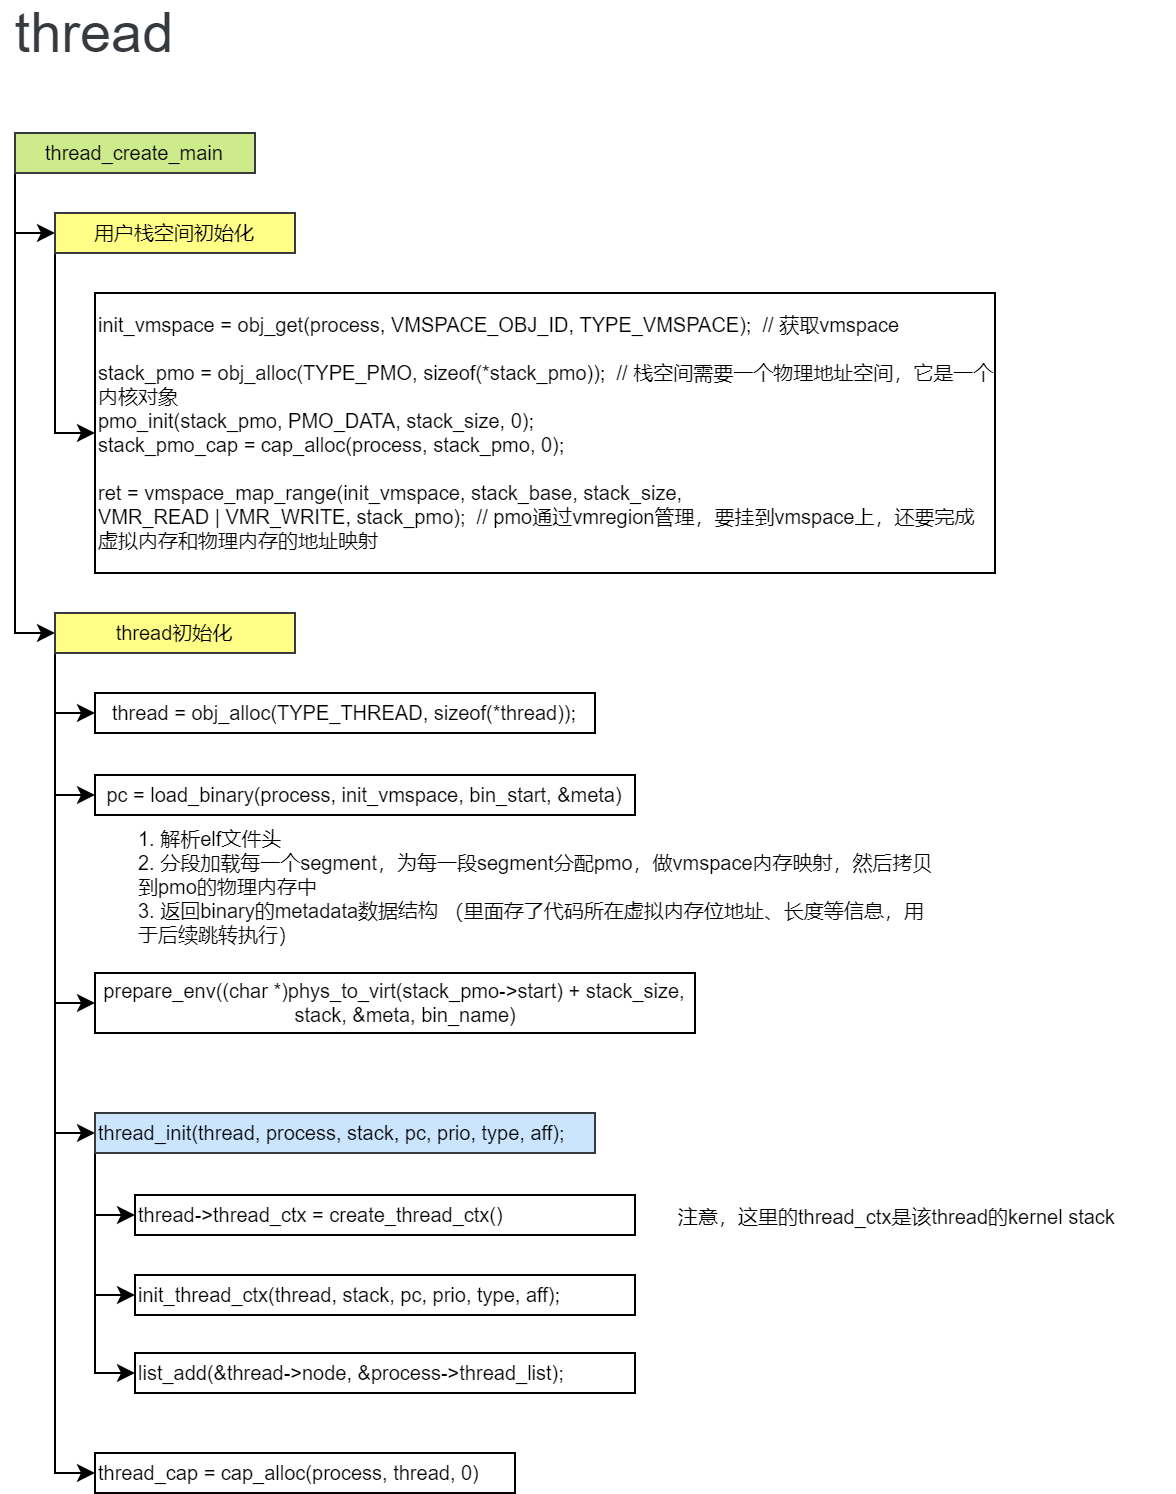 thread
thread_create_main
用户栈空间初始化
init_vmspace = obj_get(process, VMSPACE_OBJ_ID, TYPE_VMSPACE);  // 获取vmspace
stack_pmo = obj_alloc(TYPE_PMO, sizeof(*stack_pmo));  // 栈空间需要一个物理地址空间，它是一个
内核对象
pmo_init(stack_pmo, PMO_DATA, stack_size, 0);
stack_pmo_cap = cap_alloc(process, stack_pmo, 0);
ret = vmspace_map_range(init_vmspace, stack_base, stack_size,
VMR_READ | VMR_WRITE, stack_pmo);  // pmo通过vmregion管理，要挂到vmspace上，还要完成
虚拟内存和物理内存的地址映射
thread初始化
thread = obj_alloc(TYPE_THREAD, sizeof(*thread));
pc = load_binary(process, init_vmspace, bin_start, &meta)
1. 解析elf文件头
2. 分段加载每一个segment，为每一段segment分配pmo，做vmspace内存映射，然后拷贝
到pmo的物理内存中
3. 返回binary的metadata数据结构 （里面存了代码所在虚拟内存位地址、长度等信息，用
于后续跳转执行）
prepare_env((char *)phys_to_virt(stack_pmo->start) + stack_size,
stack, &meta, bin_name)
thread_init(thread, process, stack, pc, prio, type, aff);
thread->thread_ctx = create_thread_ctx()
注意，这里的thread_ctx是该thread的kernel stack
init_thread_ctx(thread, stack, pc, prio, type, aff);
list_add(&thread->node, &process->thread_list);
thread_cap = cap_alloc(process, thread, 0)